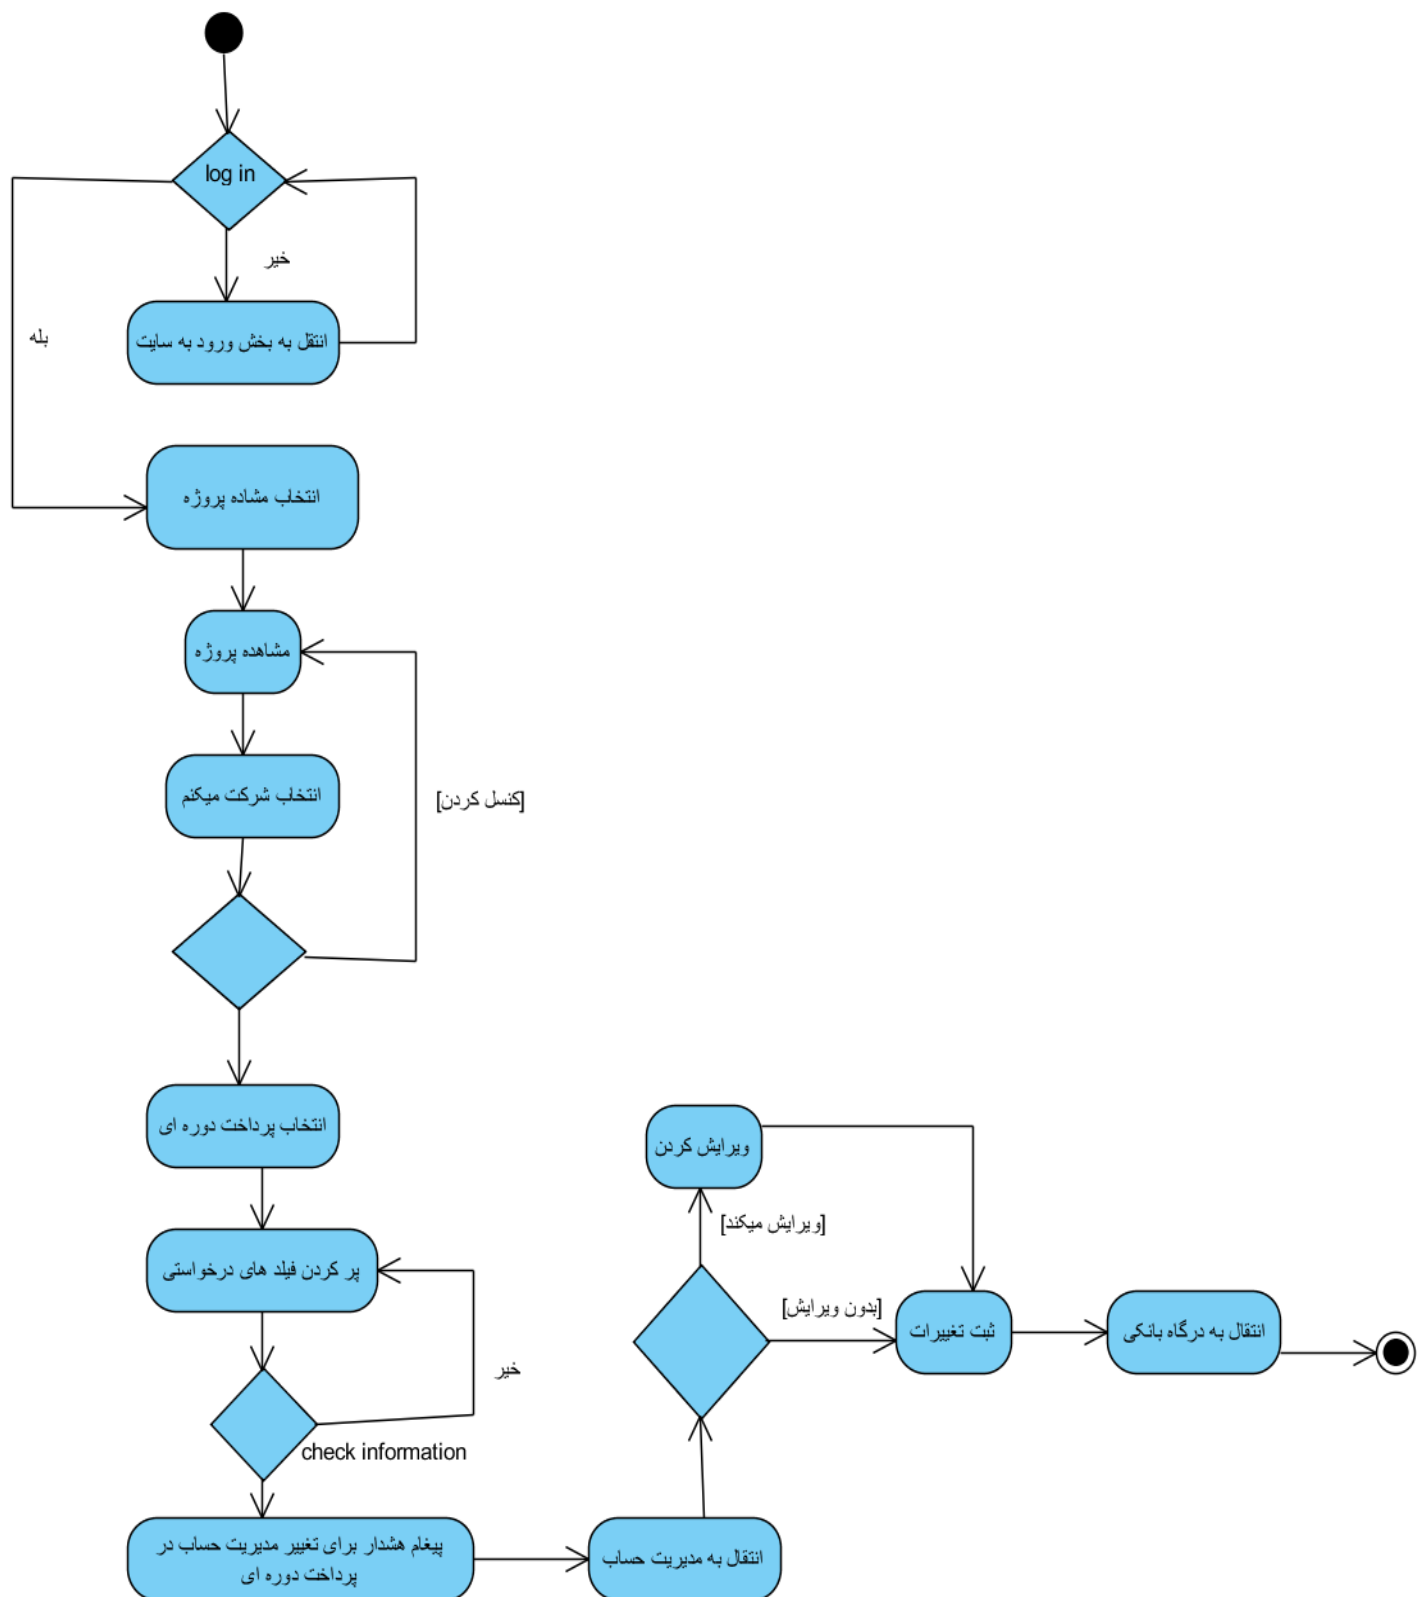 log in
خیر
بله
انتقل به بخش ورود به سایت
انتخاب مشاده پروژه
مشاهده پروژه
انتخاب شرکت میکنم
[کنسل کردن]
انتخاب پرداخت دوره ای
پر کردن فیلد های درخواستی
خیر
check information
پیغام هشدار برای تغییر مدیریت حساب در
پرداخت دوره ای
انتقال به مدیریت حساب
ویرایش کردن
[ویرایش میکند]
[بدون ویرایش]
ثبت تغییرات
انتقال به درگاه بانکی